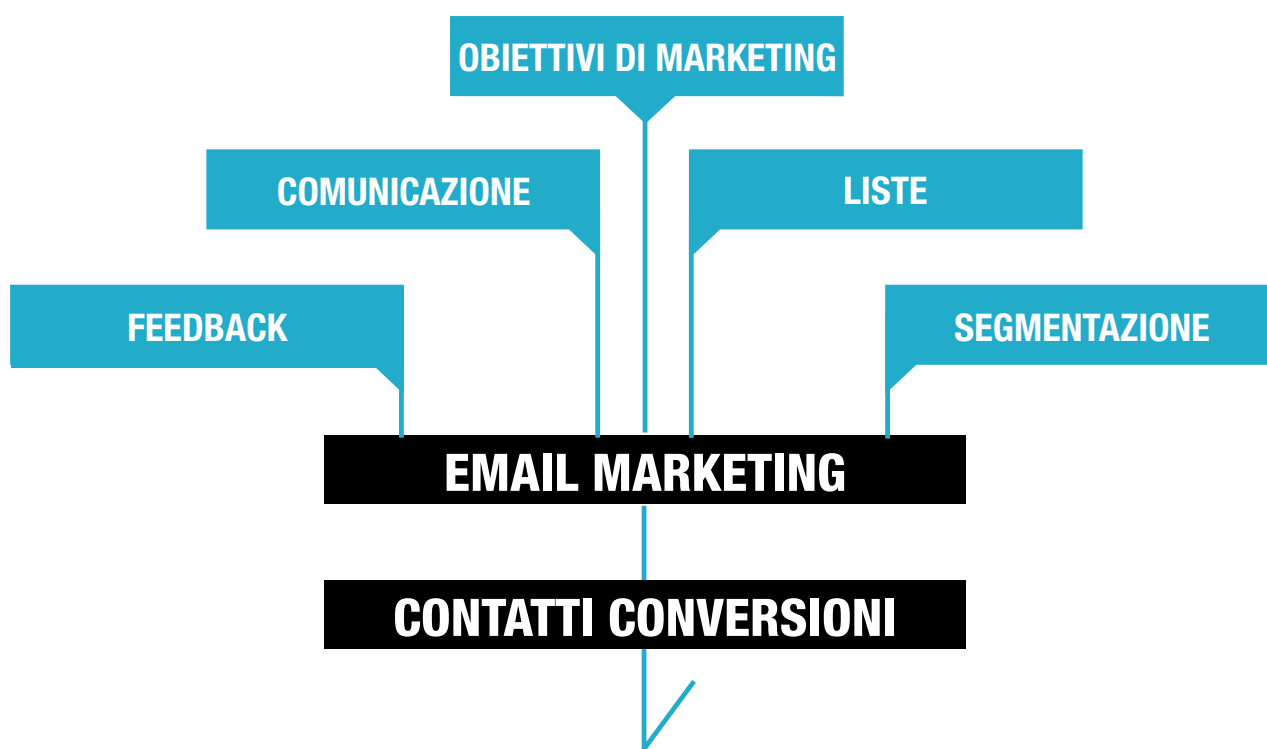 OBIETTIVI DI MARKETING
COMUNICAZIONE
LISTE
FEEDBACK
SEGMENTAZIONE
EMAIL MARKETING
CONTATTI CONVERSIONI